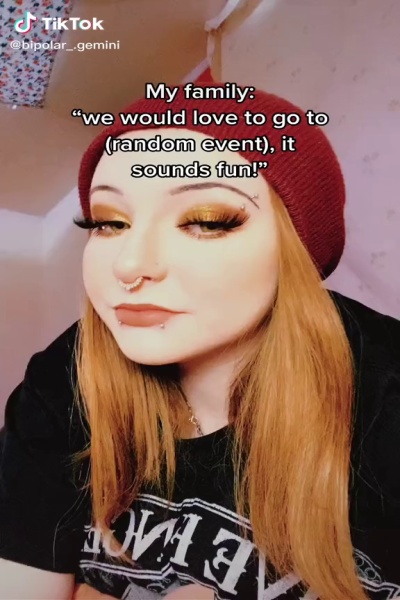 TikTok
@bipolar_.gemini
My family:
“we would love to go to
(random event), it
sounds fun!”